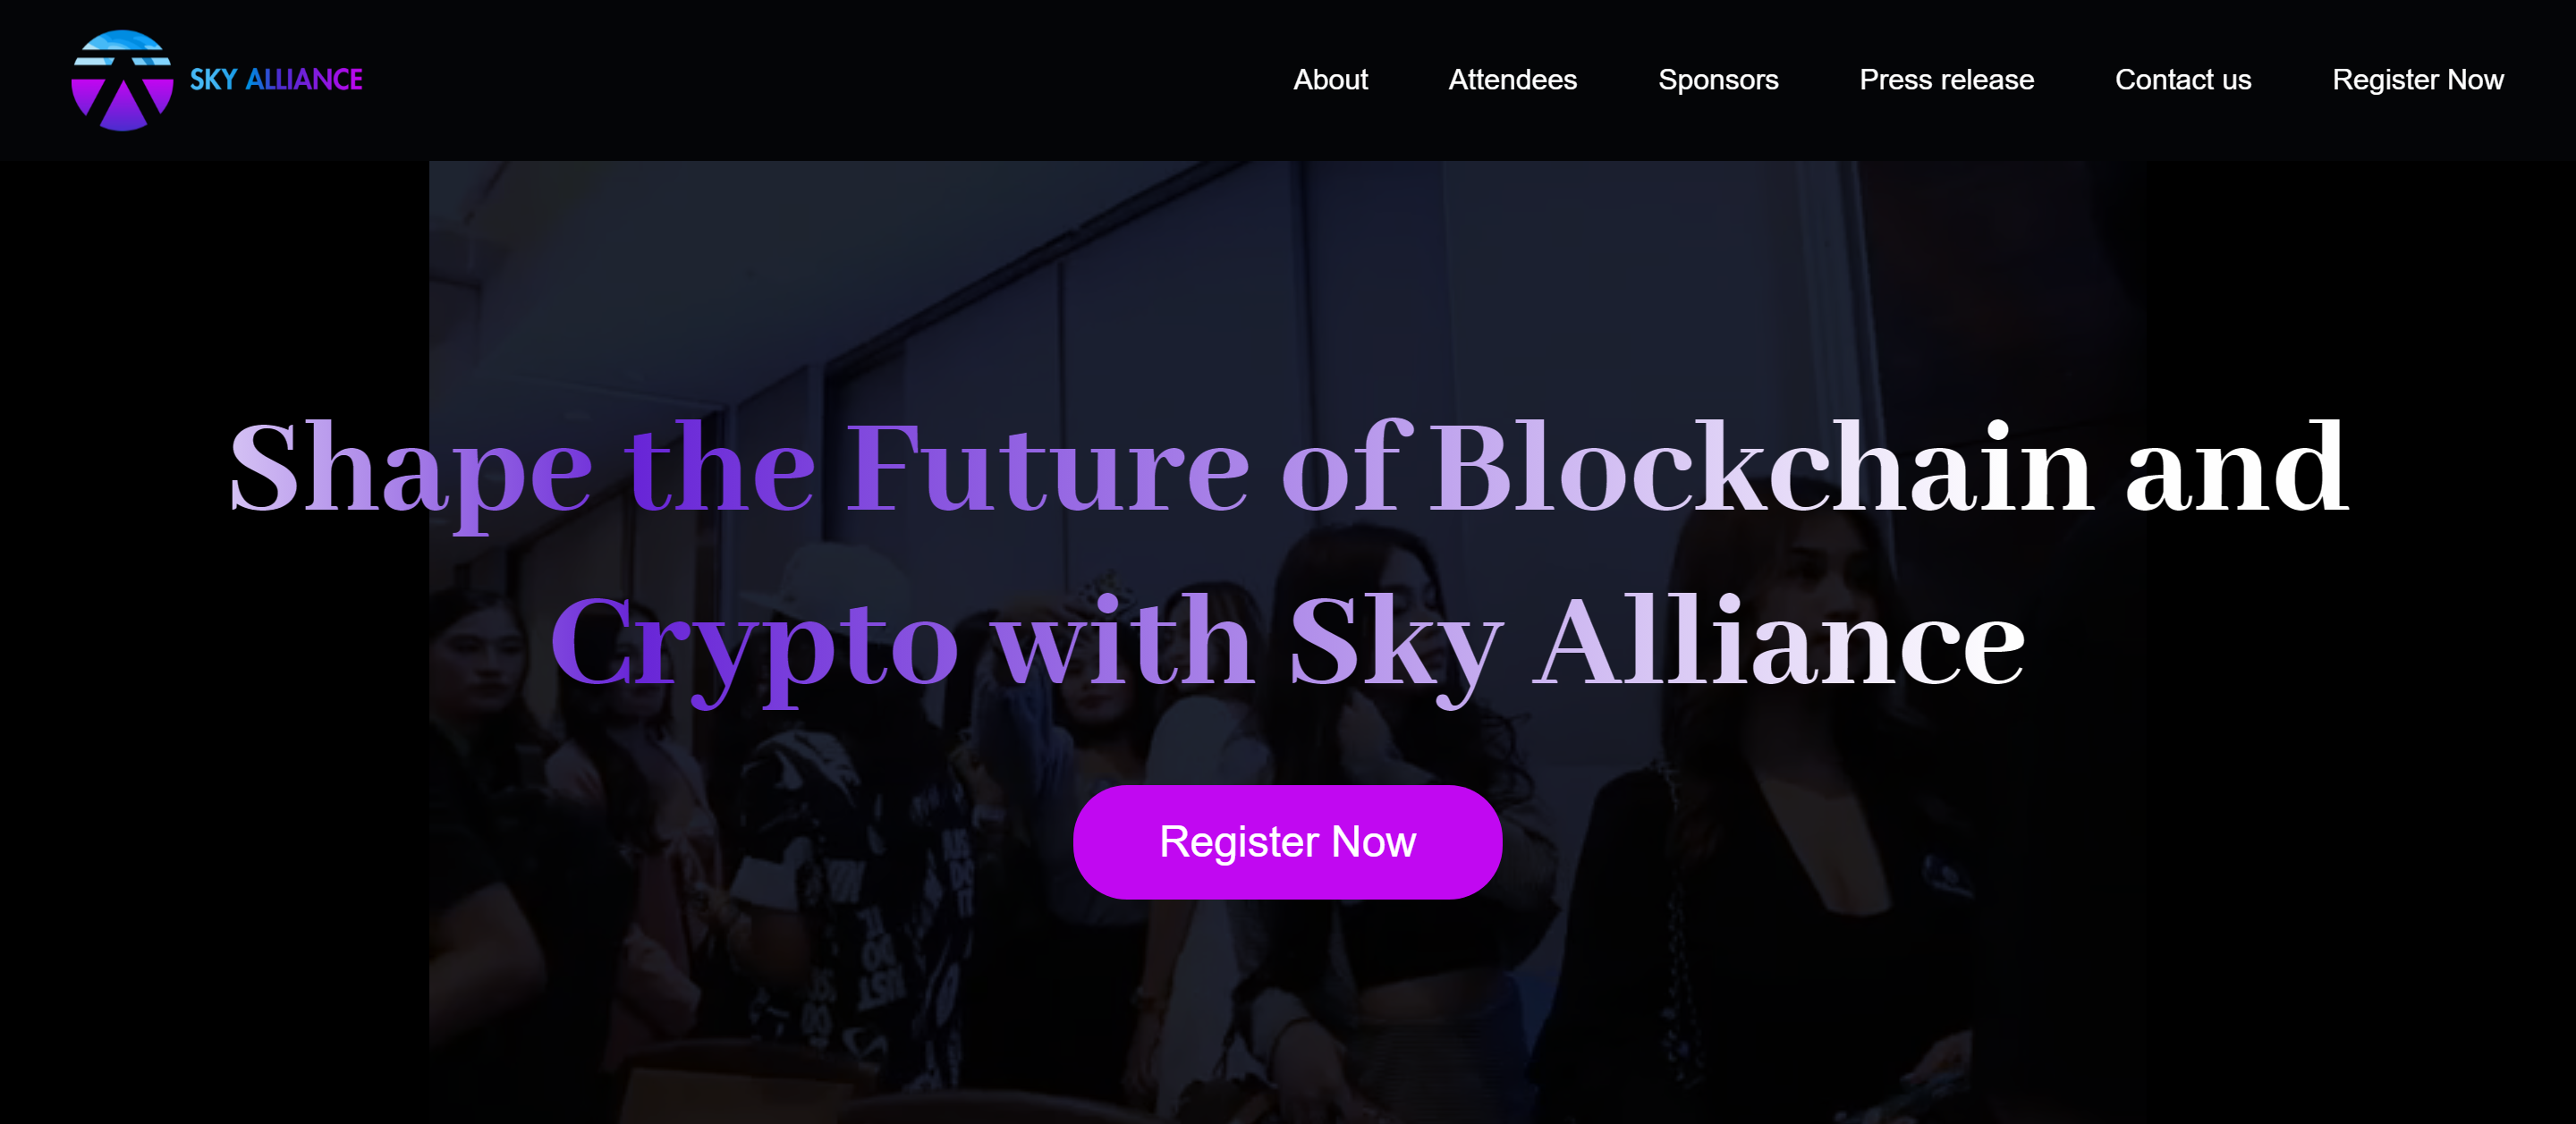 SKY ALLIANCE
About
Attendees
Sponsors
Press release
Contact us
Register Now
Shape the Future of Blockchain and
Crypto with Sky Alliance
Register Now